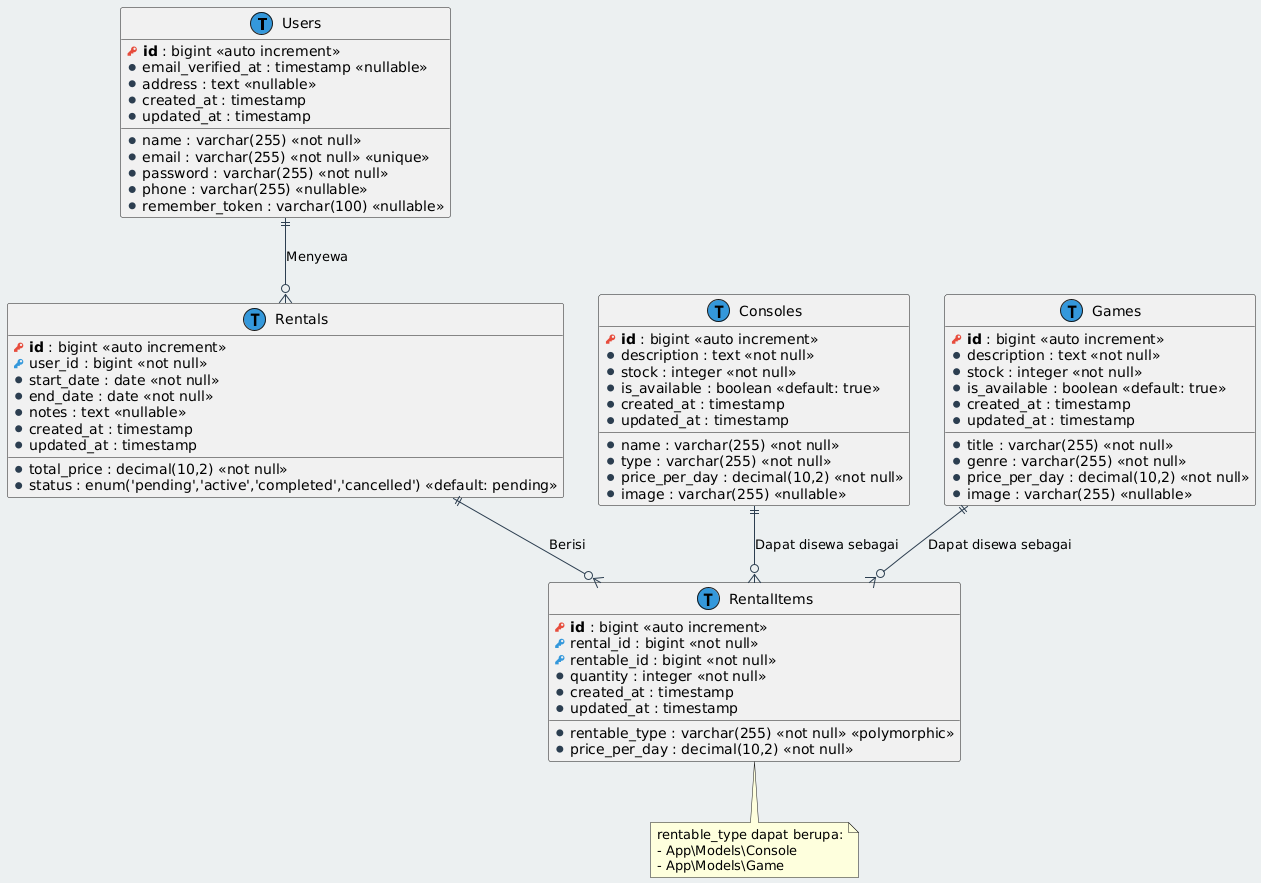 T Users
id : bigint «auto increment»
email_verified_at : timestamp «nullable»
address : text «nullable»
created_at : timestamp
updated_at : timestamp
name : varchar(255) «not null»
email : varchar(255) «not null» «unique»
password : varchar(255) «not null»
phone : varchar(255) «nullable»
remember_token : varchar(100) «nullable»
Menyewa
T Rentals
id : bigint «auto increment»
user_id : bigint «not null»
start_date : date «not null»
end_date : date «not null»
notes : text «nullable»
created_at : timestamp
updated_at : timestamp
total_price : decimal(10,2) «not null»
status : enum('pending','active','completed','cancelled') «default: pending»
T Consoles
id : bigint «auto increment»
description : text «not null»
stock : integer «not null»
is_available : boolean «default: true»
created_at : timestamp
updated_at : timestamp
name : varchar(255) «not null»
type : varchar(255) «not null»
price_per_day : decimal(10,2) «not null»
image : varchar(255) «nullable»
T Games
id : bigint «auto increment»
description : text «not null»
stock : integer «not null»
is_available : boolean «default: true»
created_at : timestamp
updated_at : timestamp
title : varchar(255) «not null»
genre : varchar(255) «not null»
price_per_day : decimal(10,2) «not null»
image : varchar(255) «nullable»
Berisi
Dapat disewa sebagai
Dapat disewa sebagai
T RentalItems
id : bigint «auto increment»
rental_id : bigint «not null»
rentable_id : bigint «not null»
quantity : integer «not null»
created_at : timestamp
updated_at : timestamp
rentable_type : varchar(255) «not null» «polymorphic»
price_per_day : decimal(10,2) «not null»
rentable_type dapat berupa:
- App\Models\Console
- App\Models\Game